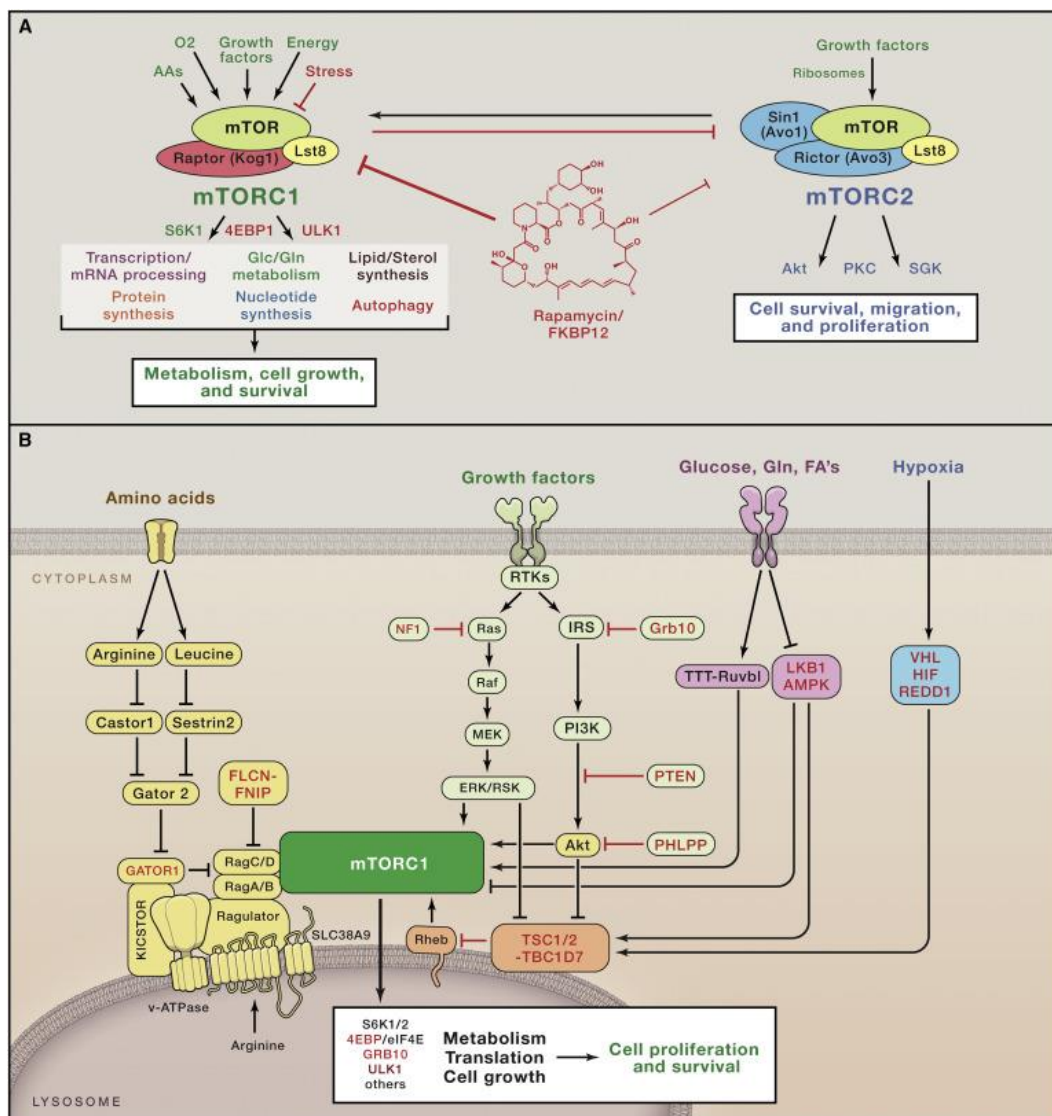 A
O2
Growth
factors
Energy
AAs
Stress
mTOR
Raptor (Kog1)
Lst8
mTORC1
S6K1
4EBP1
ULK1
Transcription/
mRNA processing
Glc/Gln
metabolism
Lipid/Sterol
synthesis
Protein
synthesis
Nucleotide
synthesis
Autophagy
Metabolism, cell growth,
and survival
OH
OH
O
O
OH
N
O
O
O
HO
O
OH
O
Rapamycin/
FKBP12
Growth factors
Ribosomes
Sin1
(Avo1)
mTOR
Rictor (Avo3)
Lst8
mTORC2
Akt
PKC
SGK
Cell survival, migration,
and proliferation
B
Amino acids
Growth factors
Glucose, Gln, FA's
Hypoxia
CYTOPLASM
RTKs
NF1
Ras
IRS
Grb10
Arginine
Leucine
TTT-Ruvbl
LKB1
AMPK
VHL
HIF
REDD1
Raf
Castor1
Sestrin2
MEK
PI3K
Gator 2
FLCN-
FNIP
ERK/RSK
PTEN
mTORC1
Akt
PHLPP
GATOR1
RagC/D
RagA/B
KICSTOR
Ragulator
SLC38A9
Rheb
TSC1/2
-TBC1D7
v-ATPase
Arginine
S6K1/2
4EBP/eIF4E
GRB10
ULK1
others
Metabolism
Translation
Cell growth
Cell proliferation
and survival
LYSOSOME